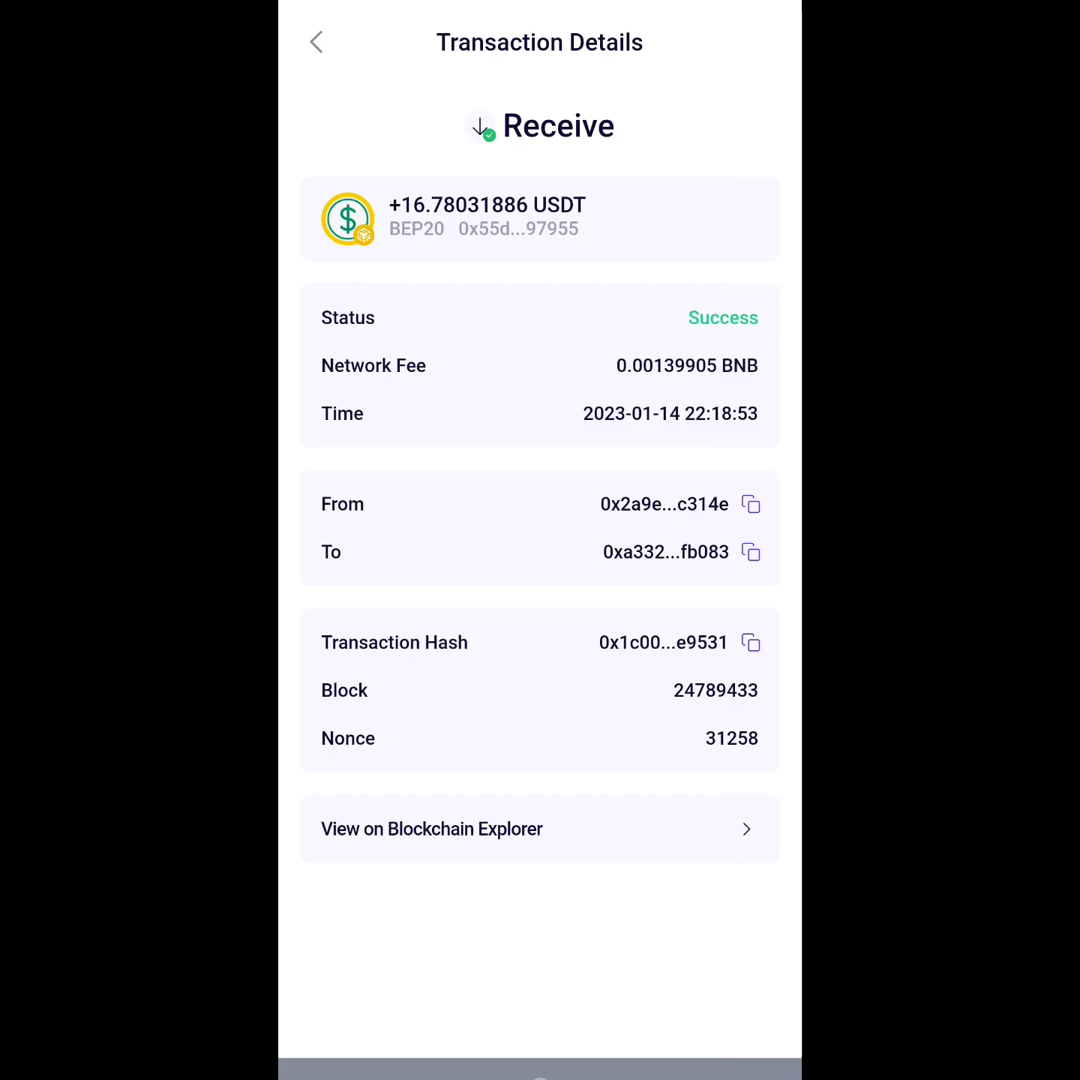 Transaction Details
Receive
+16.78031886 USDT
BEP20 0x55d...97955
Status Success
Network Fee 0.00139905 BNB
Time 2023-01-14 22:18:53
From 0x2a9e...c314e
To 0xa332...fb083
Transaction Hash 0x1c00...e9531
Block 24789433
Nonce 31258
View on Blockchain Explorer